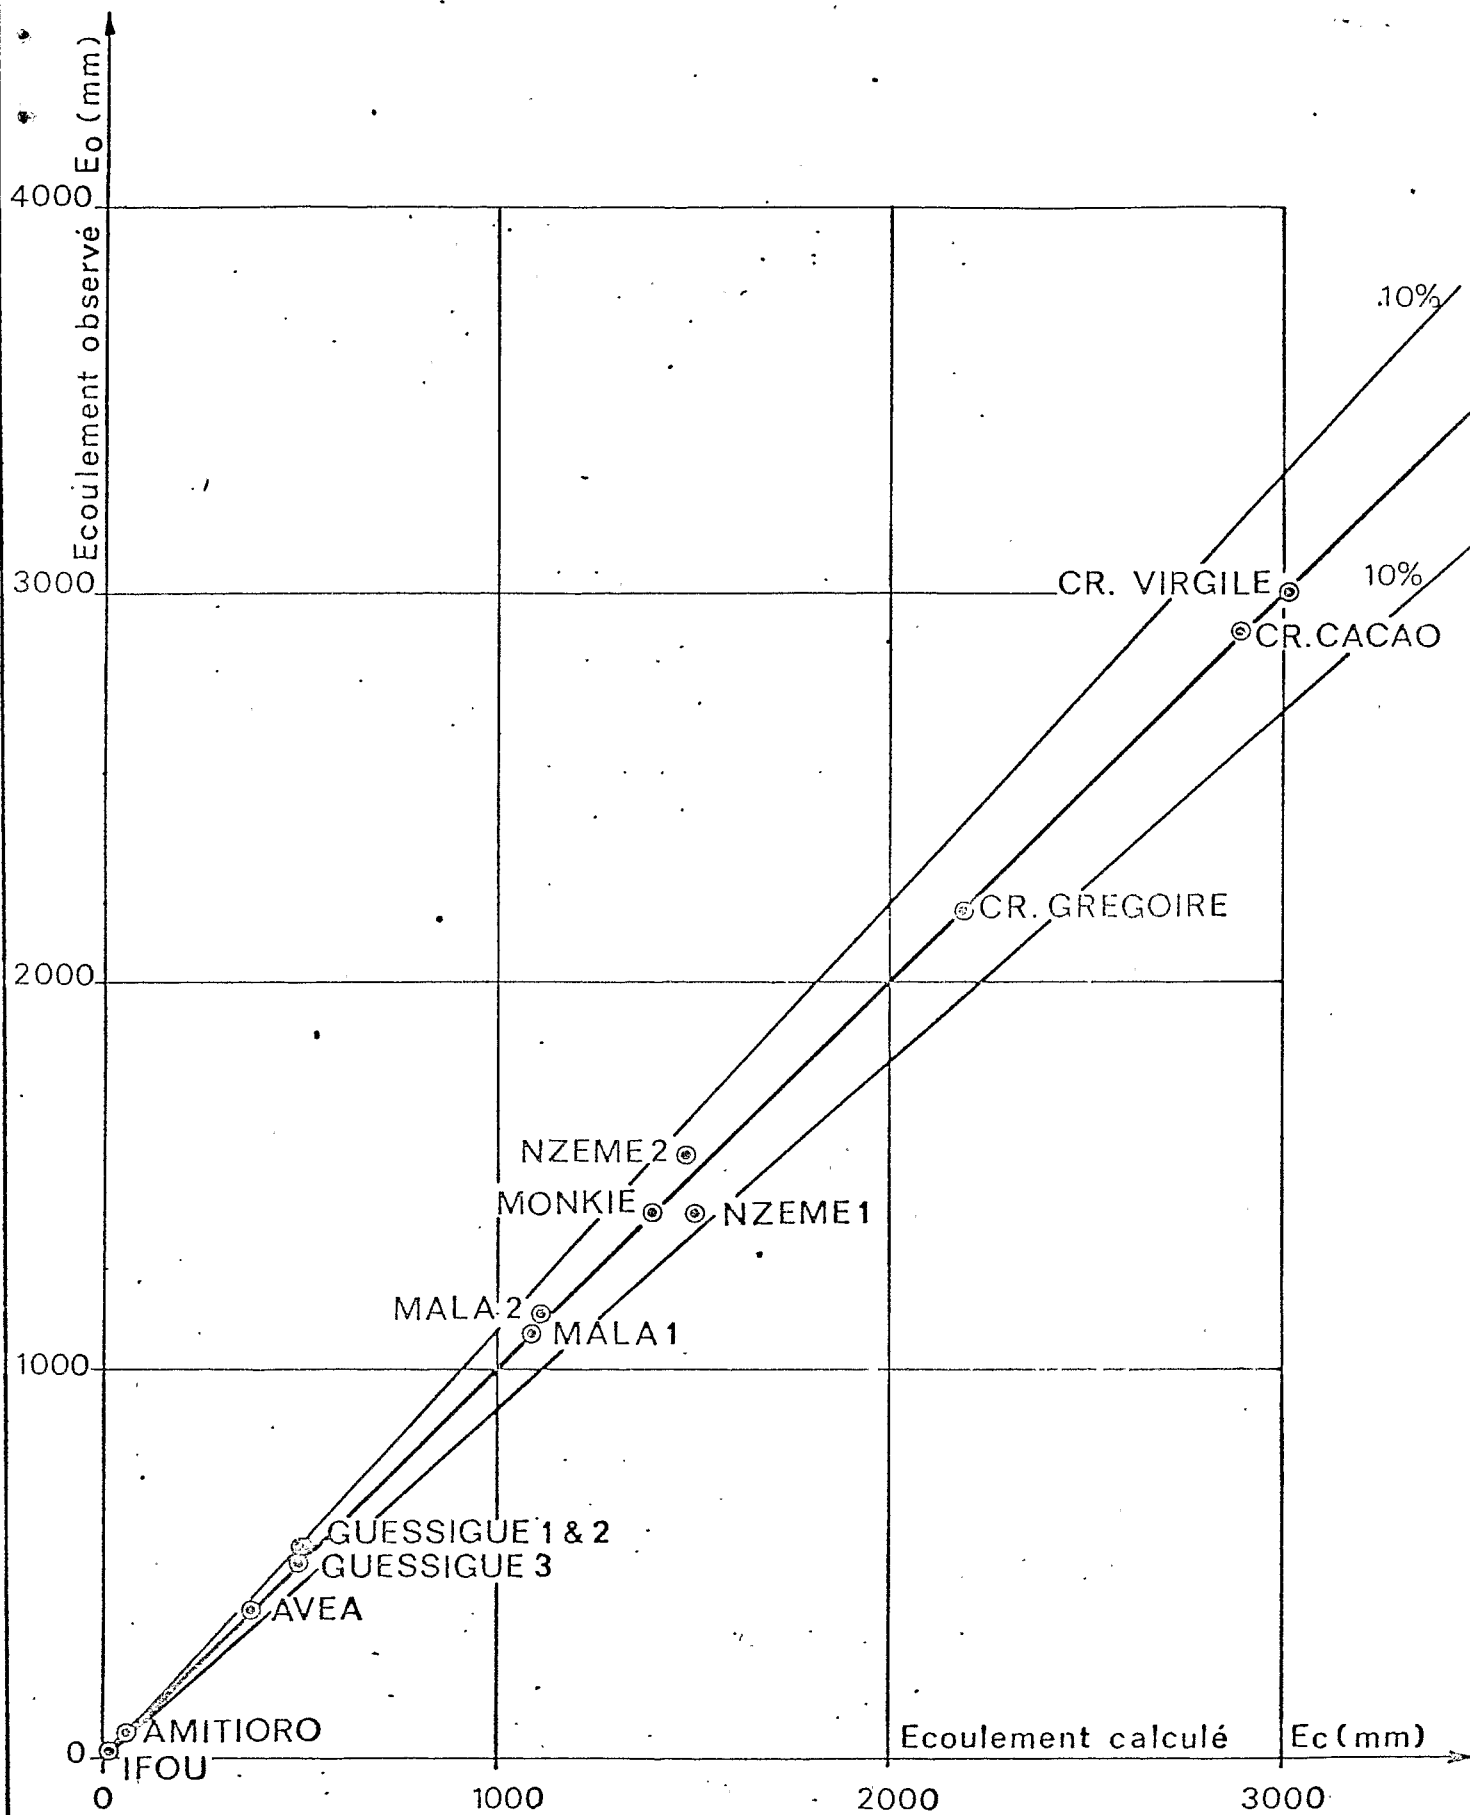 Ecoulement observé Eo (mm)
4000
10%
3000
CR. VIRGILE
10%
CR.CACAO
CR. GREGOIRE
2000
NZEME 2
MONKIE
NZEME 1
MALA 2
MALA 1
1000
GUESSIGUE 1 & 2
GUESSIGUE 3
AVEA
AMITIORO
Ecoulement calculé Ec (mm)
0
IFOU
0 1000 2000 3000